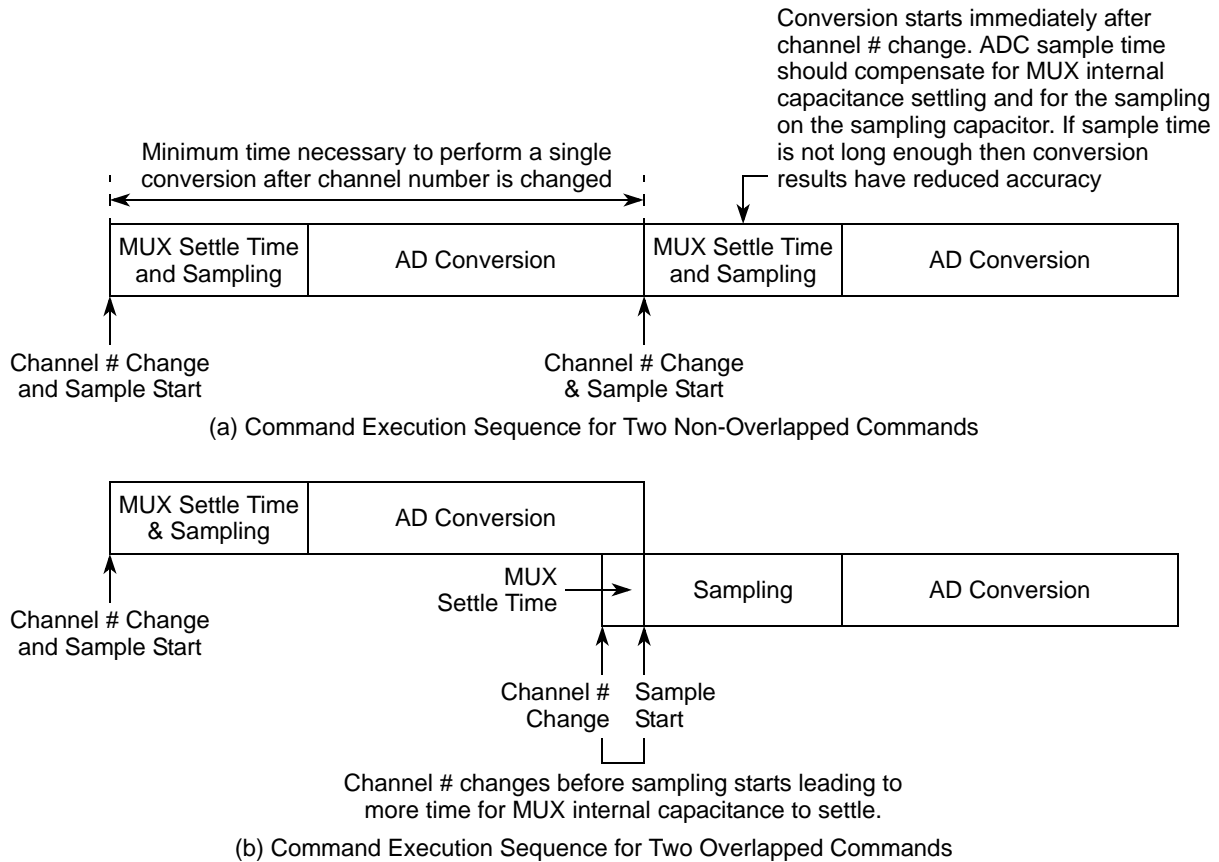 Conversion starts immediately after
channel # change. ADC sample time
should compensate for MUX internal
capacitance settling and for the sampling
on the sampling capacitor. If sample time
is not long enough then conversion
results have reduced accuracy
Minimum time necessary to perform a single
conversion after channel number is changed
MUX Settle Time
and Sampling
AD Conversion
MUX Settle Time
and Sampling
AD Conversion
Channel # Change
and Sample Start
Channel # Change
& Sample Start
(a) Command Execution Sequence for Two Non-Overlapped Commands
MUX Settle Time
& Sampling
AD Conversion
MUX
Settle Time
Sampling
AD Conversion
Channel # Change
and Sample Start
Channel #
Change
Sample
Start
Channel # changes before sampling starts leading to
more time for MUX internal capacitance to settle.
(b) Command Execution Sequence for Two Overlapped Commands